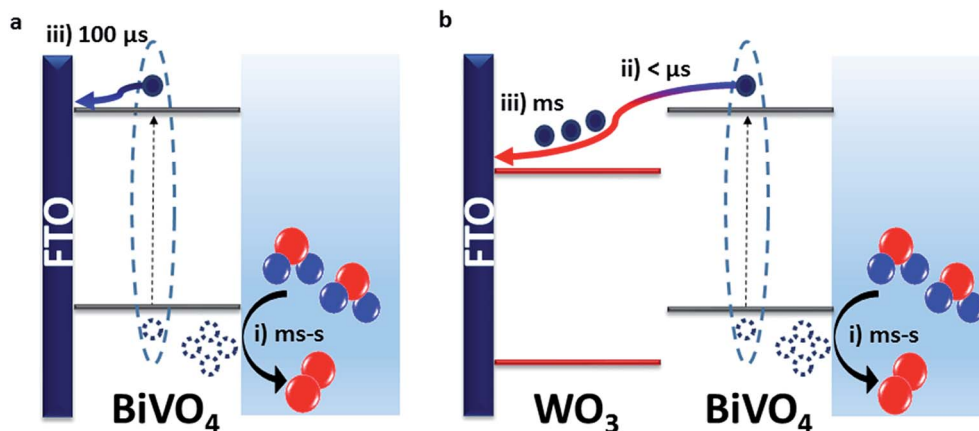 a
iii) 100 µs
FTO
i) ms-s
BiVO₄
b
ii) < µs
iii) ms
FTO
i) ms-s
WO₃
BiVO₄